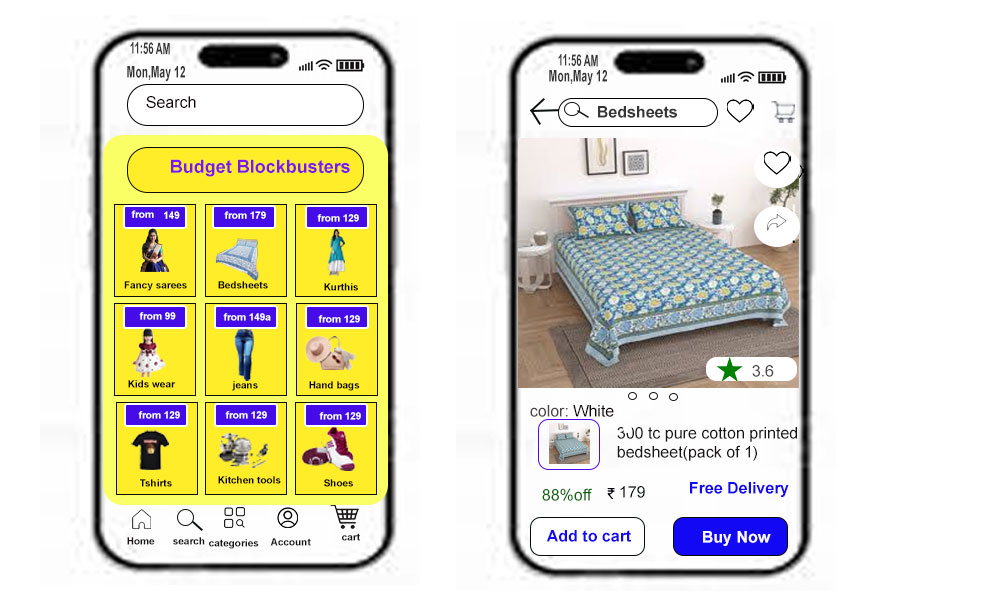 11:56 AM
Mon,May 12
Search
Budget Blockbusters
from 149
from 179
from 129
Fancy sarees
Bedsheets
Kurthis
from 99
from 149a
from 129
Kids wear
jeans
Hand bags
from 129
from 129
from 129
Tshirts
Kitchen tools
Shoes
Home
search
categories
Account
cart
11:56 AM
Mon,May 12
Bedsheets
3.6
color: White
300 tc pure cotton printed
bedsheet(pack of 1)
88%off
₹ 179
Free Delivery
Add to cart
Buy Now